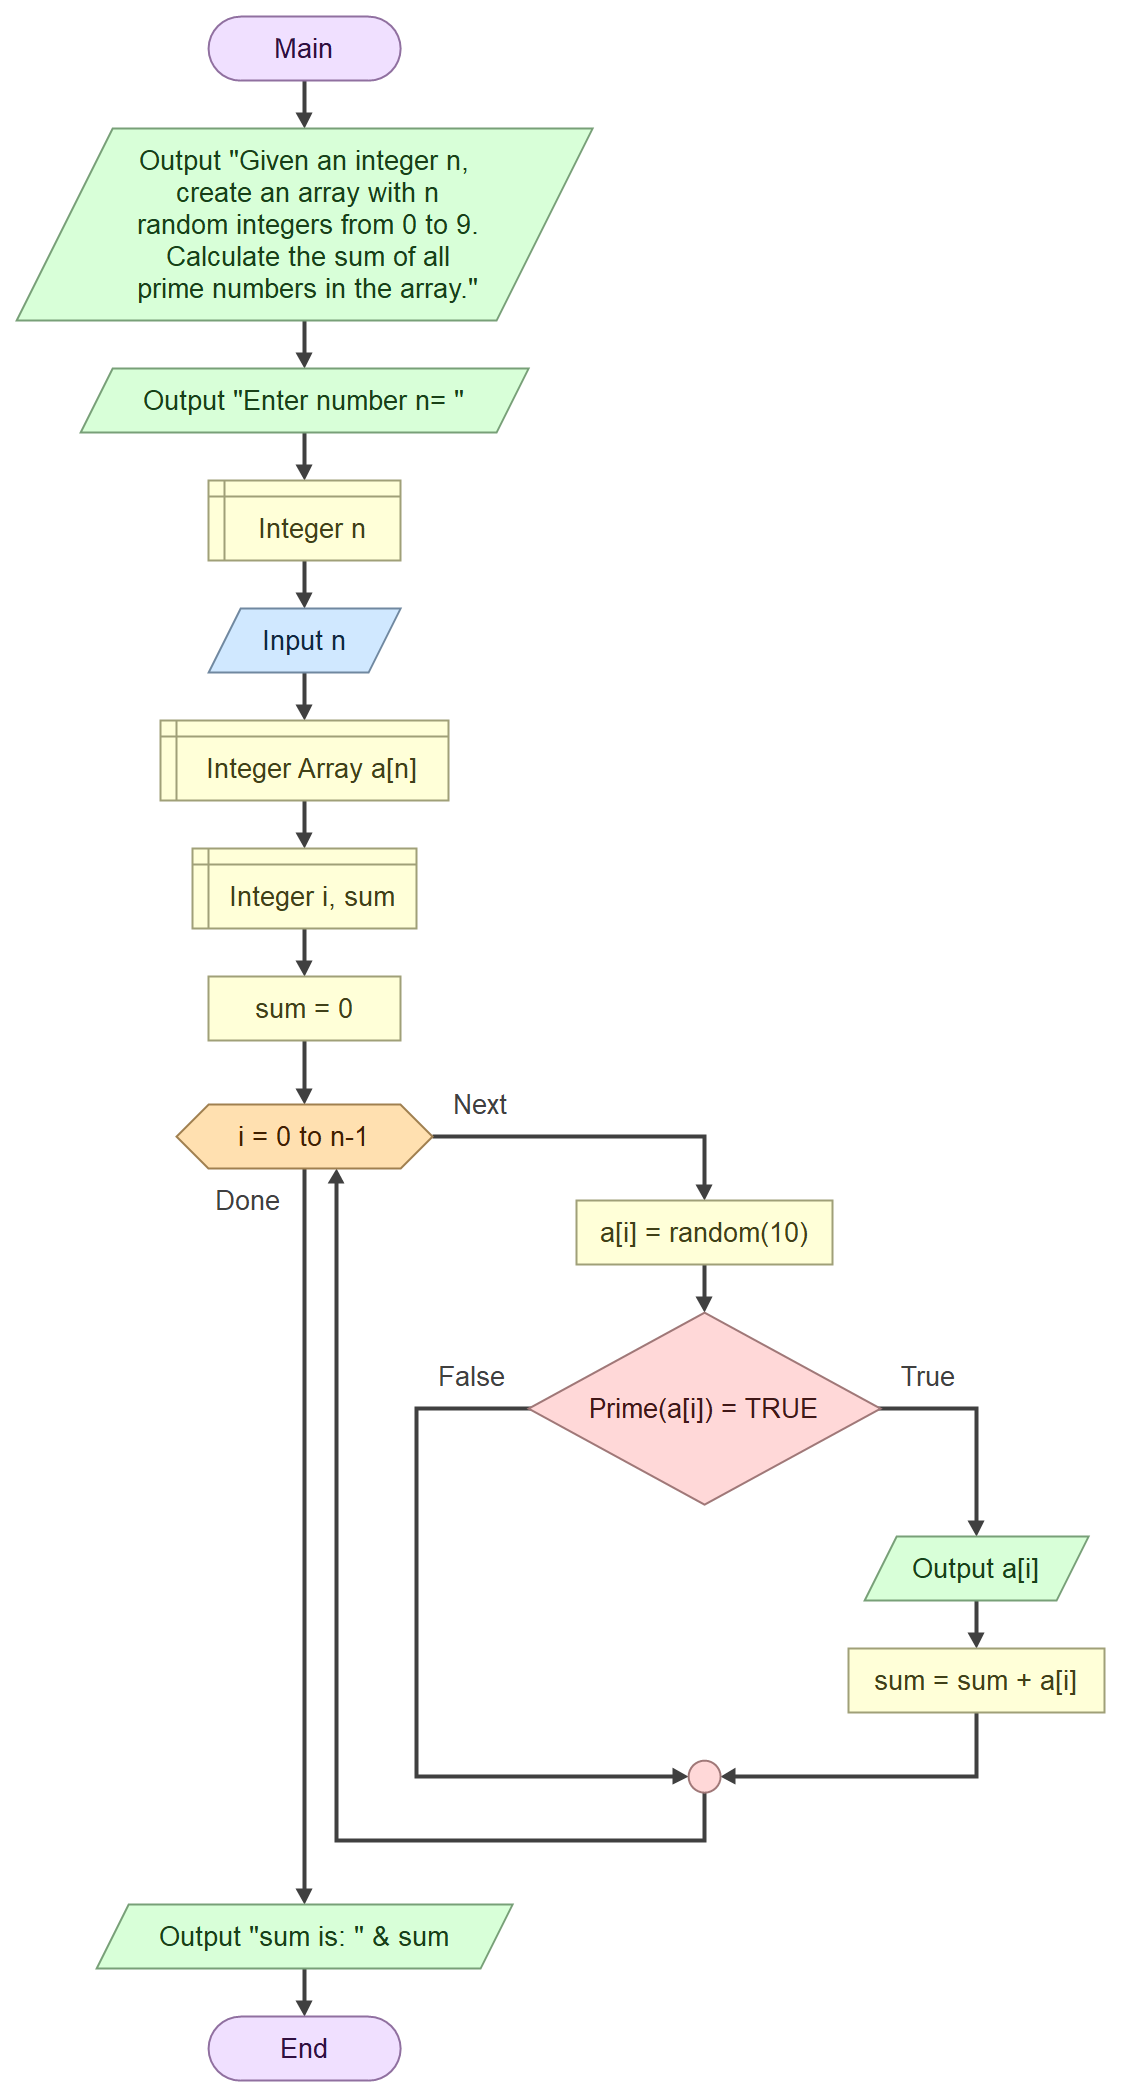 Main
Output "Given an integer n,
create an array with n
random integers from 0 to 9.
Calculate the sum of all
prime numbers in the array."
Output "Enter number n= "
Integer n
Input n
Integer Array a[n]
Integer i, sum
sum = 0
i = 0 to n-1
Next
Done
a[i] = random(10)
Prime(a[i]) = TRUE
False
True
Output a[i]
sum = sum + a[i]
Output "sum is: " & sum
End